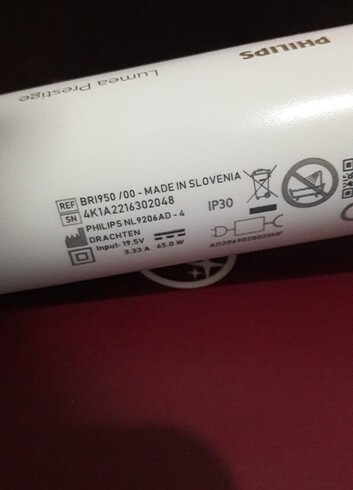 PHILIPS
Lumea Prestige
REF BRI950 /00 - MADE IN SLOVENIA
SN 4K1A2216302048
PHILIPS NL9206AD - 4
DRACHTEN
Input: 19.5V
3.33 A 65.0 W
IP30